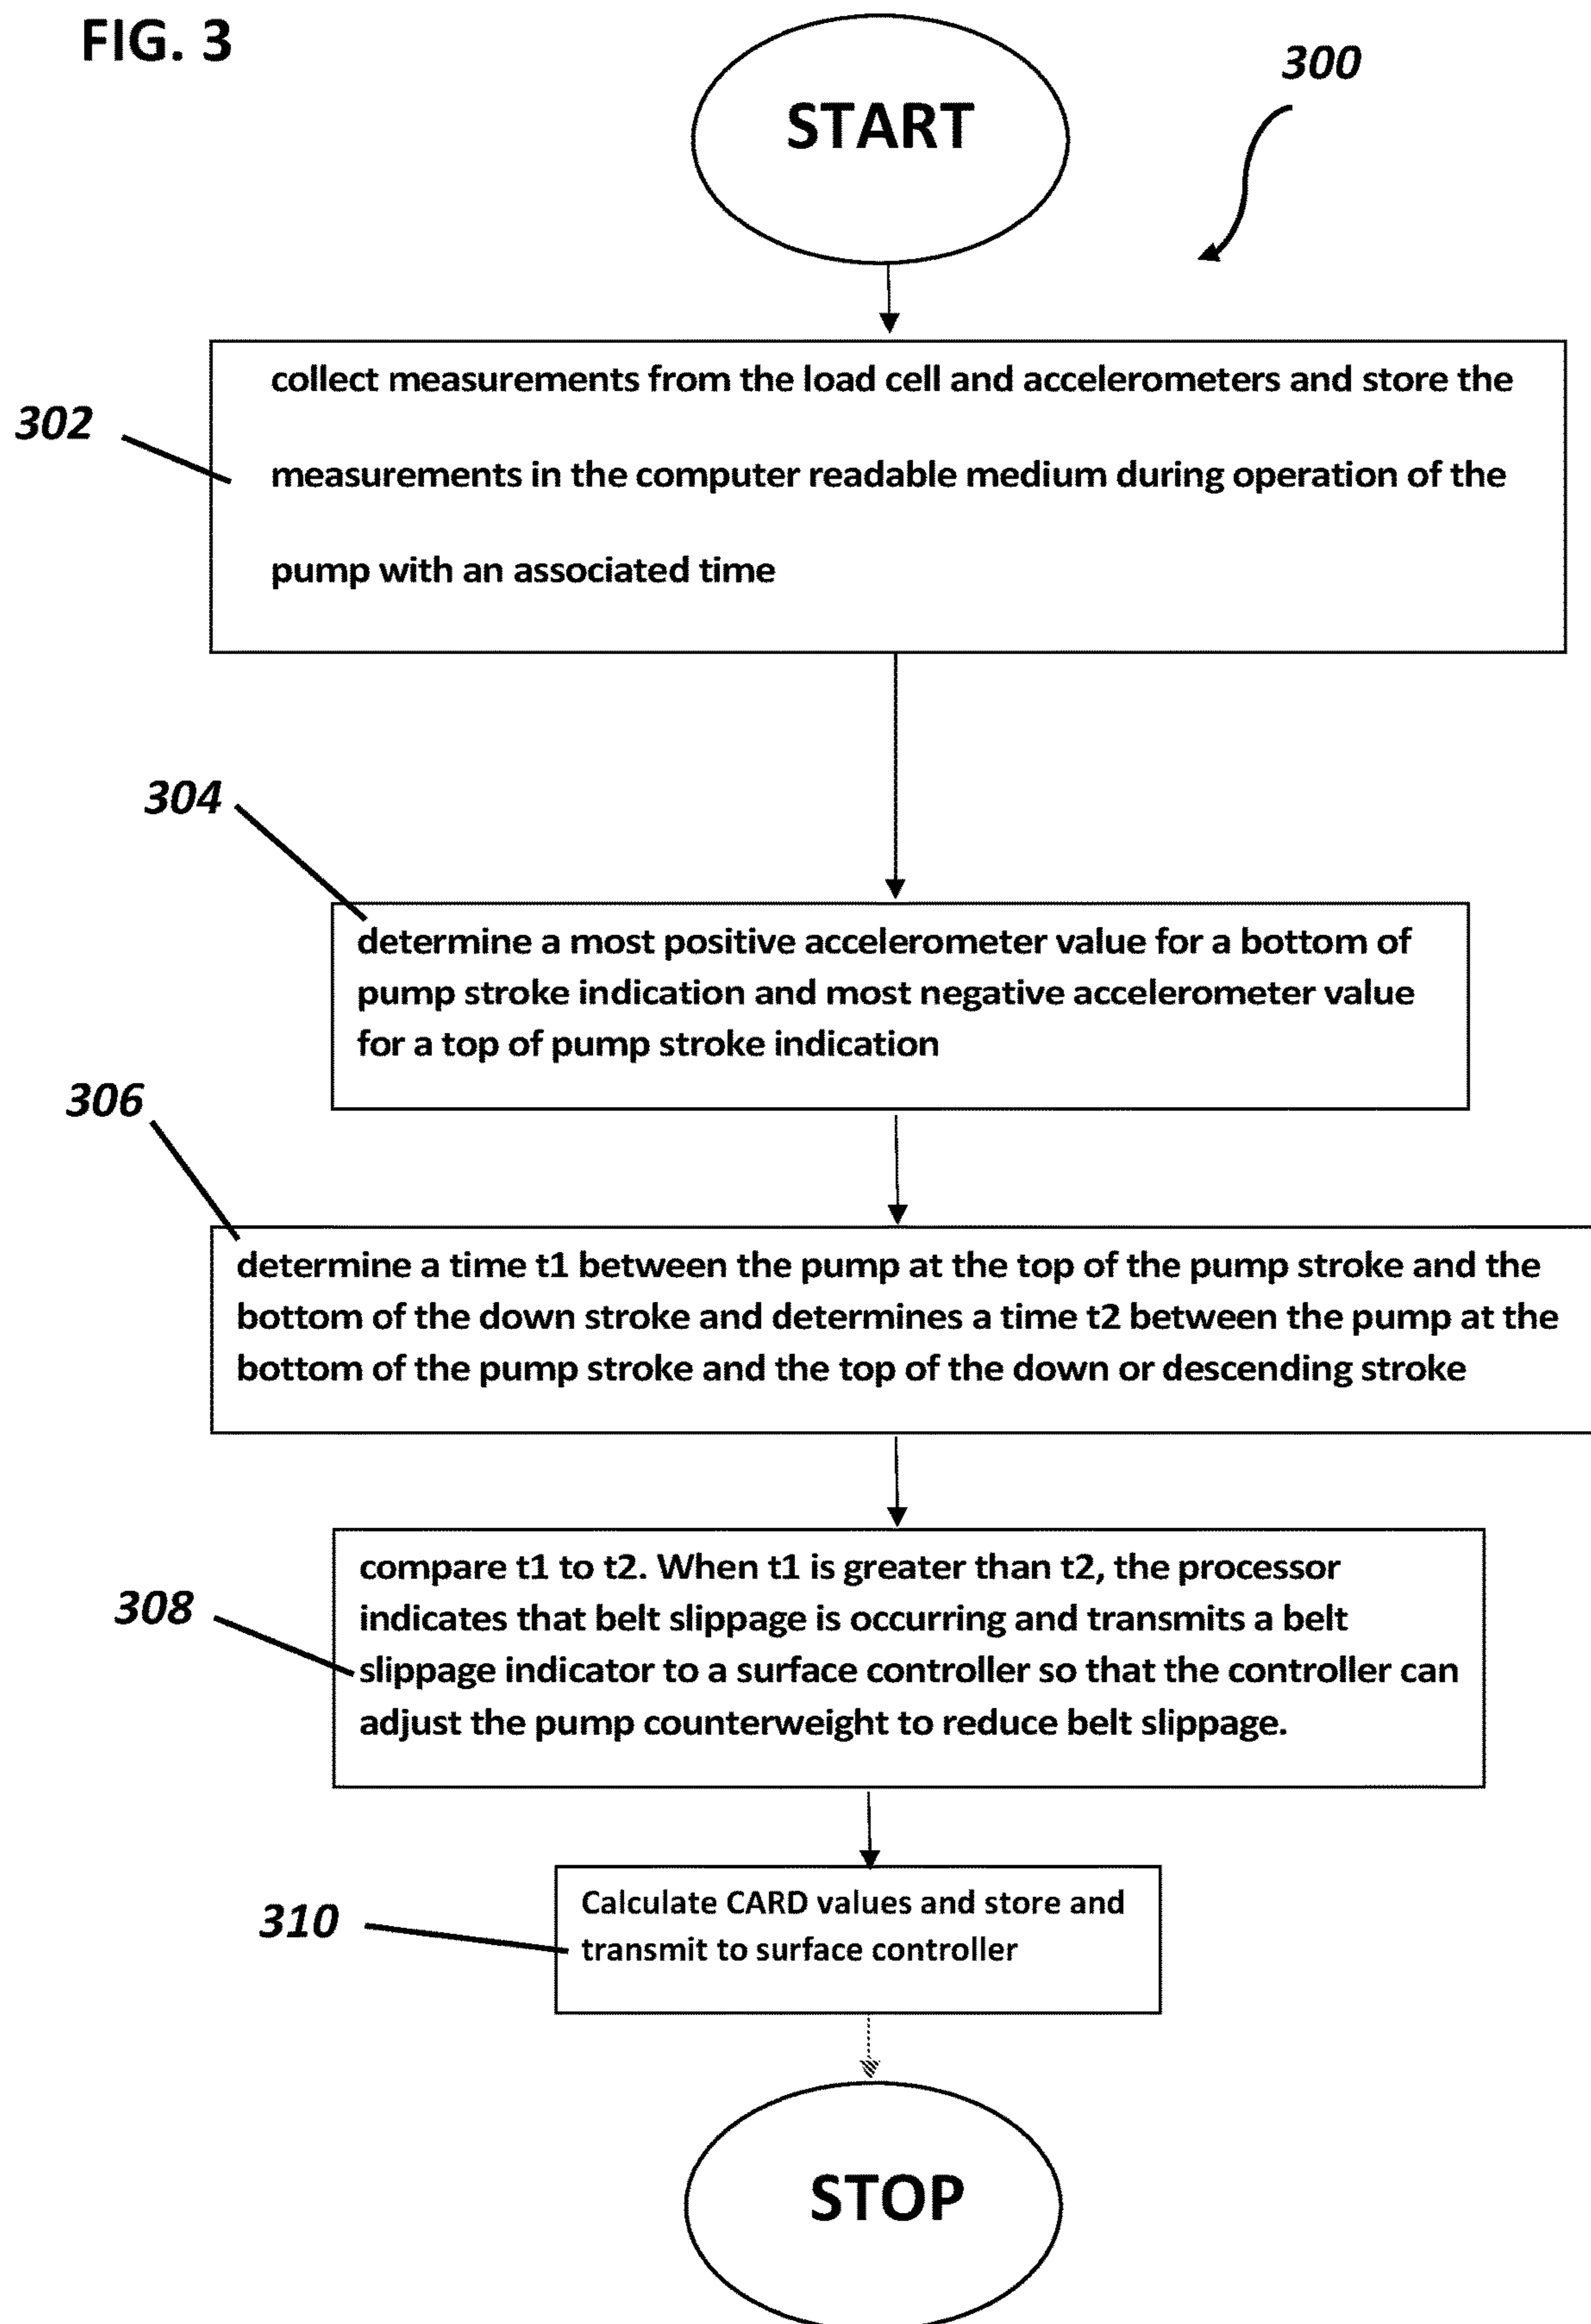 FIG. 3
START
300
302
collect measurements from the load cell and accelerometers and store the
measurements in the computer readable medium during operation of the
pump with an associated time
304
determine a most positive accelerometer value for a bottom of
pump stroke indication and most negative accelerometer value
for a top of pump stroke indication
306
determine a time t1 between the pump at the top of the pump stroke and the
bottom of the down stroke and determines a time t2 between the pump at the
bottom of the pump stroke and the top of the down or descending stroke
308
compare t1 to t2. When t1 is greater than t2, the processor
indicates that belt slippage is occurring and transmits a belt
slippage indicator to a surface controller so that the controller can
adjust the pump counterweight to reduce belt slippage.
310
Calculate CARD values and store and
transmit to surface controller
STOP